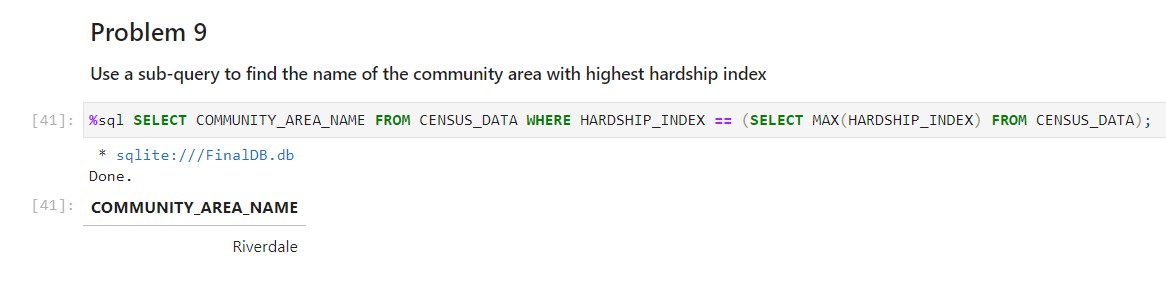 Problem 9
Use a sub-query to find the name of the community area with highest hardship index
[41]: %sql SELECT COMMUNITY_AREA_NAME FROM CENSUS_DATA WHERE HARDSHIP_INDEX == (SELECT MAX(HARDSHIP_INDEX) FROM CENSUS_DATA);
* sqlite:///FinalDB.db
Done.
[41]: COMMUNITY_AREA_NAME
Riverdale